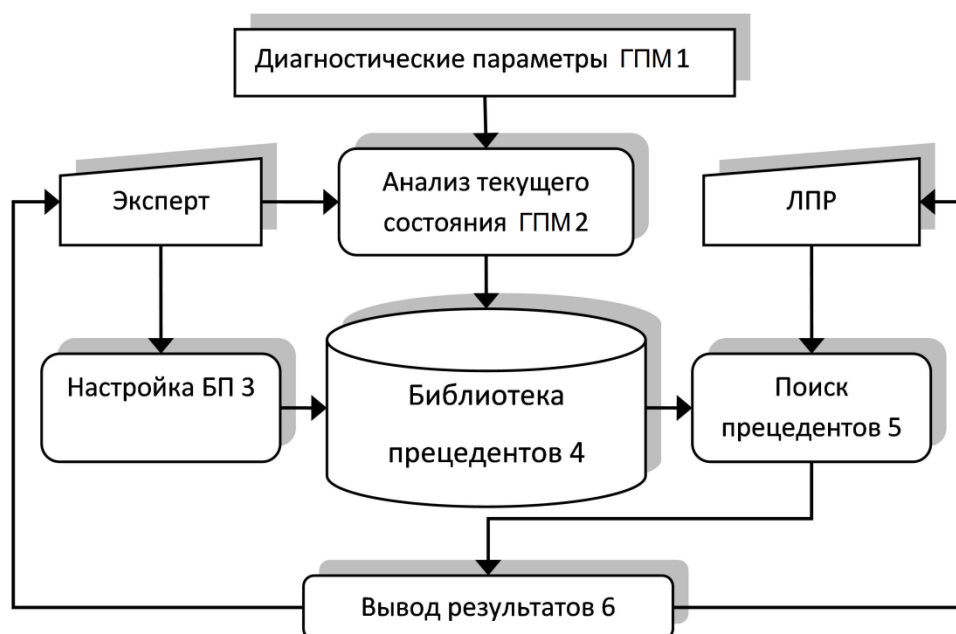 Диагностические параметры ГПМ 1
Эксперт
Анализ текущего
состояния ГПМ 2
ЛПР
Настройка БП 3
Библиотека
прецедентов 4
Поиск
прецедентов 5
Вывод результатов 6